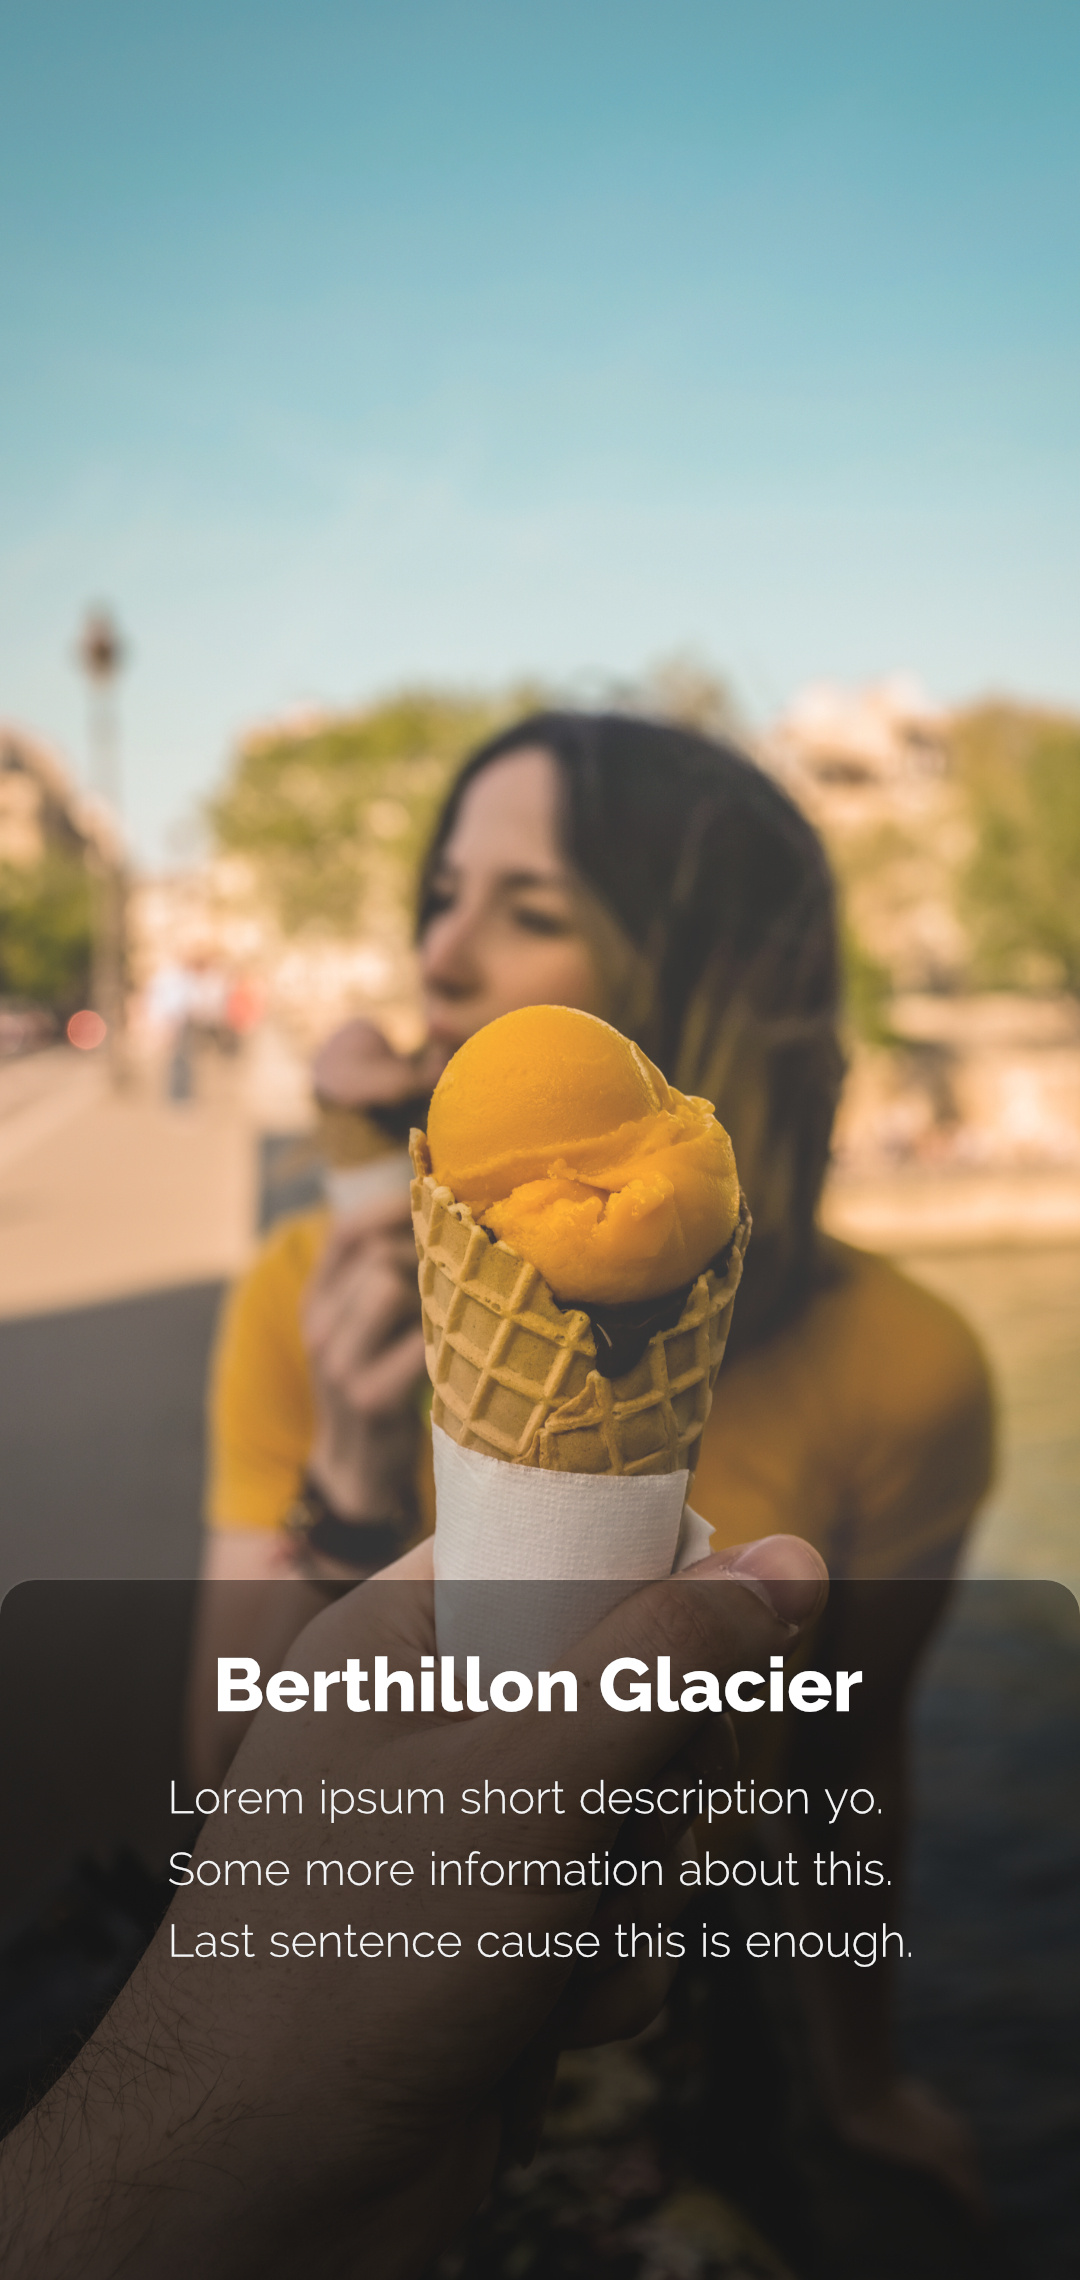 Berthillon Glacier
Lorem ipsum short description yo.
Some more information about this.
Last sentence cause this is enough.